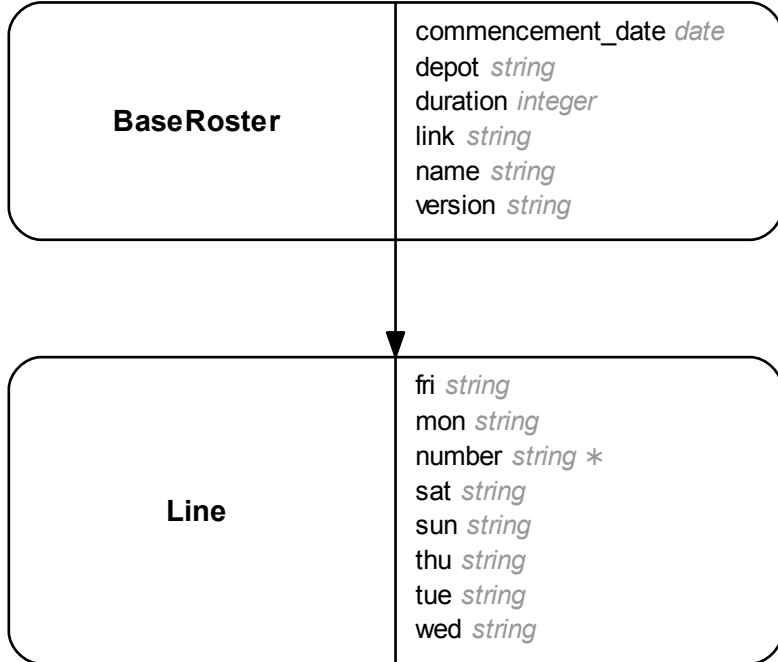 BaseRoster
commencement_date date
depot string
duration integer
link string
name string
version string
Line
fri string
mon string
number string ∗
sat string
sun string
thu string
tue string
wed string